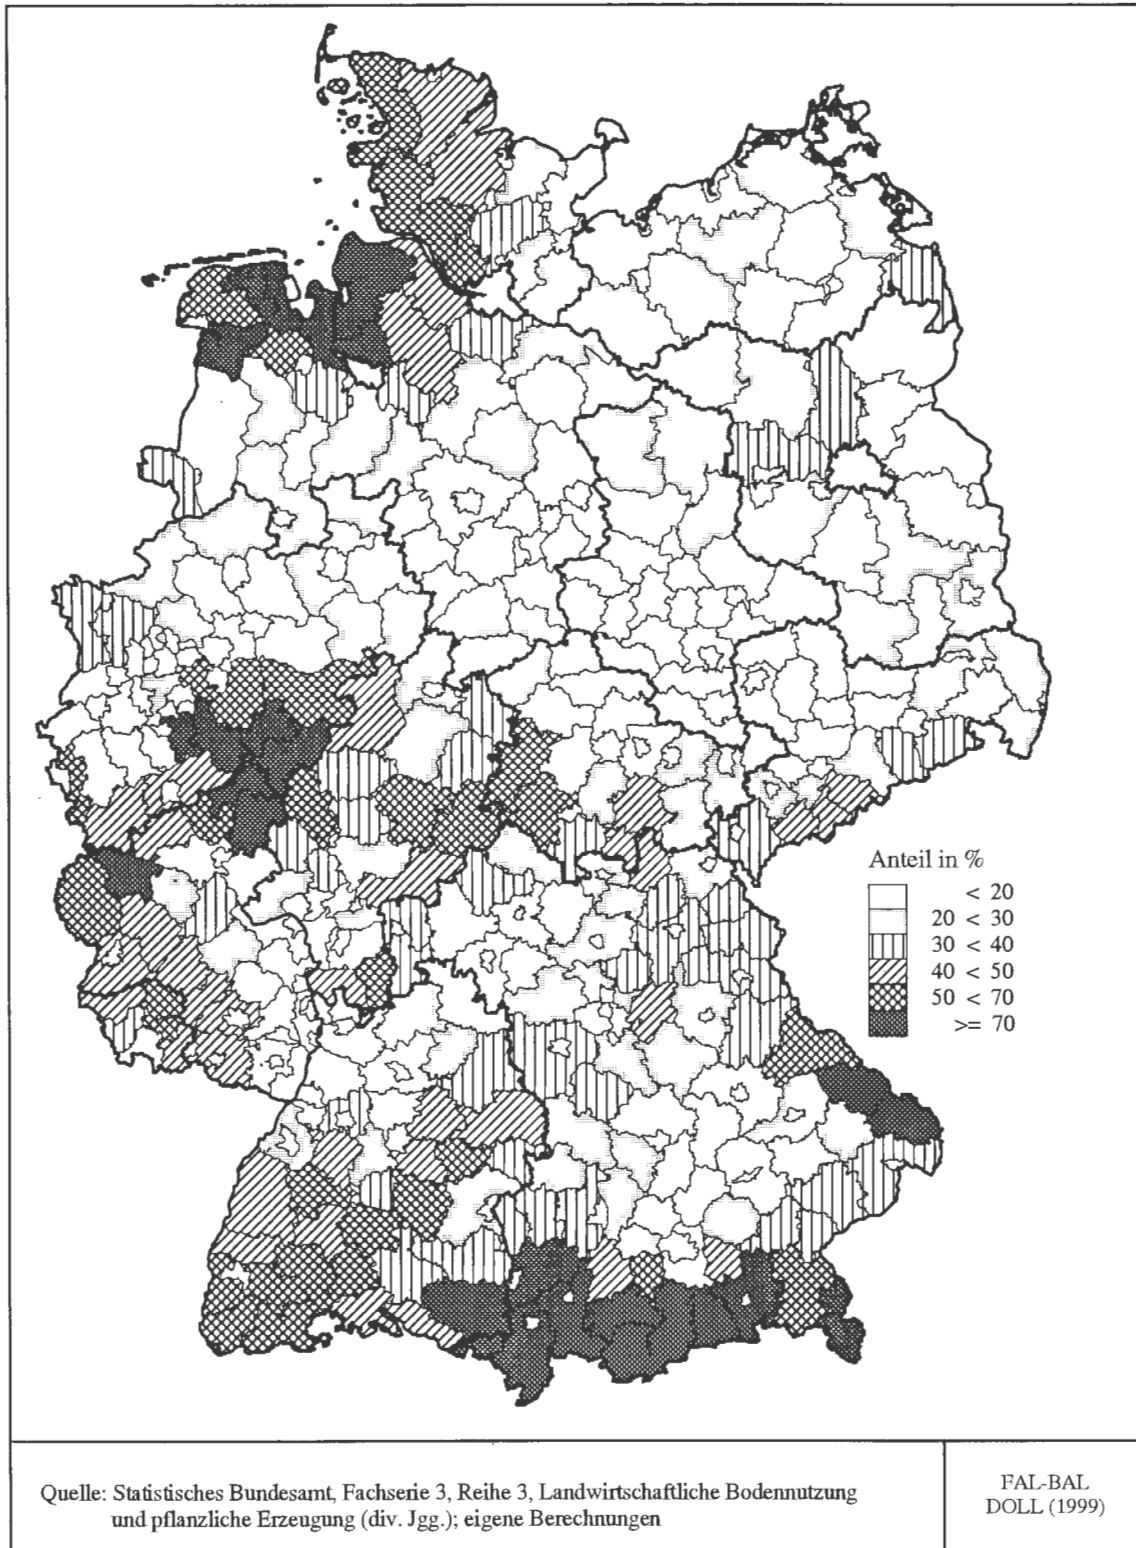 Anteil in %
< 20
20 < 30
30 < 40
40 < 50
50 < 70
>= 70
Quelle: Statistisches Bundesamt, Fachserie 3, Reihe 3, Landwirtschaftliche Bodennutzung
und pflanzliche Erzeugung (div. Jgg.); eigene Berechnungen
FAL-BAL
DOLL (1999)